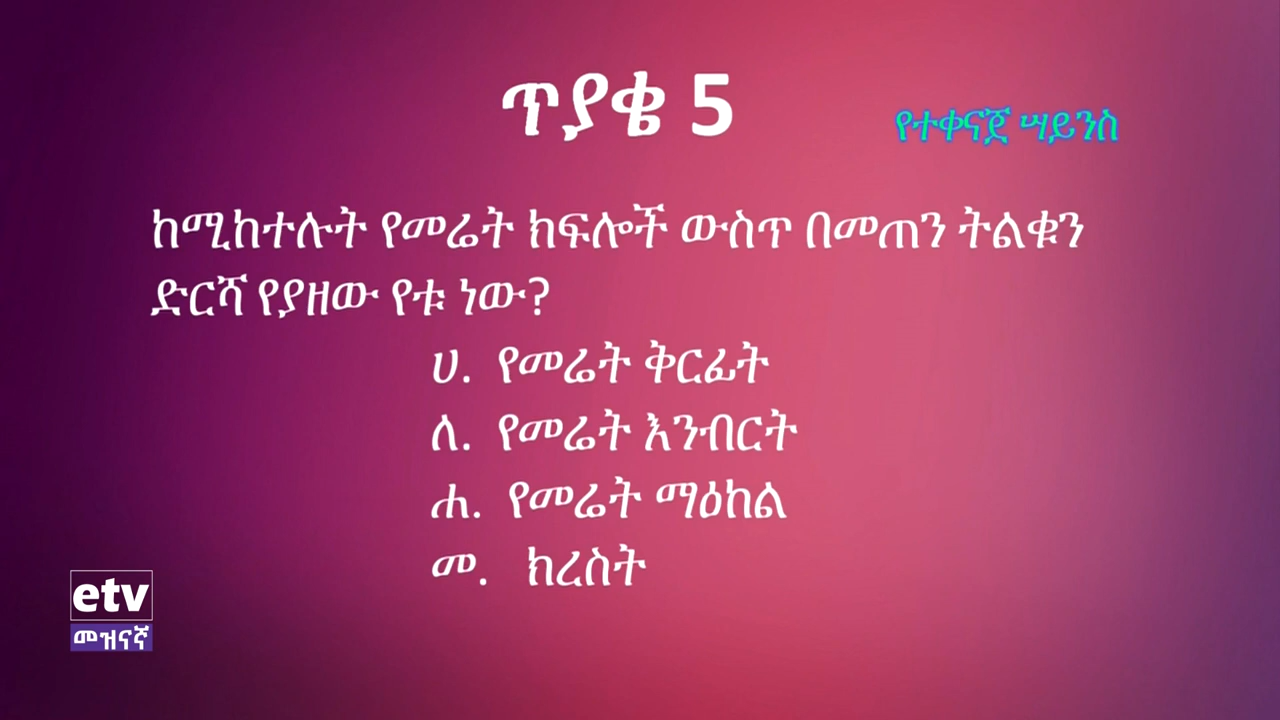 ጥያቄ 5
የተቀናጀ ሣይንስ
ከሚከተሉት የመሬት ክፍሎች ውስጥ በመጠን ትልቁን
ድርሻ የያዘው የቱ ነው?
ሀ. የመሬት ቅርፊት
ለ. የመሬት እንብርት
ሐ. የመሬት ማዕከል
መ. ክረስት
etv
መዝናኛ